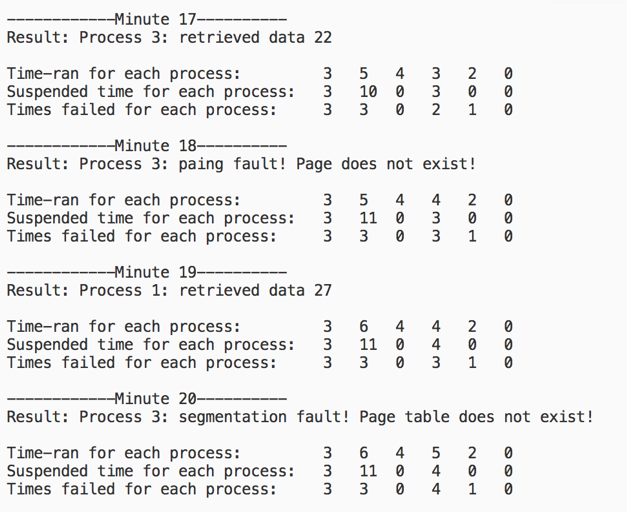 ------------Minute 17----------
Result: Process 3: retrieved data 22
Time-ran for each process: 3 5 4 3 2 0
Suspended time for each process: 3 10 0 3 0 0
Times failed for each process: 3 3 0 2 1 0
------------Minute 18----------
Result: Process 3: paing fault! Page does not exist!
Time-ran for each process: 3 5 4 4 2 0
Suspended time for each process: 3 11 0 3 0 0
Times failed for each process: 3 3 0 3 1 0
------------Minute 19----------
Result: Process 1: retrieved data 27
Time-ran for each process: 3 6 4 4 2 0
Suspended time for each process: 3 11 0 4 0 0
Times failed for each process: 3 3 0 3 1 0
------------Minute 20----------
Result: Process 3: segmentation fault! Page table does not exist!
Time-ran for each process: 3 6 4 5 2 0
Suspended time for each process: 3 11 0 4 0 0
Times failed for each process: 3 3 0 4 1 0